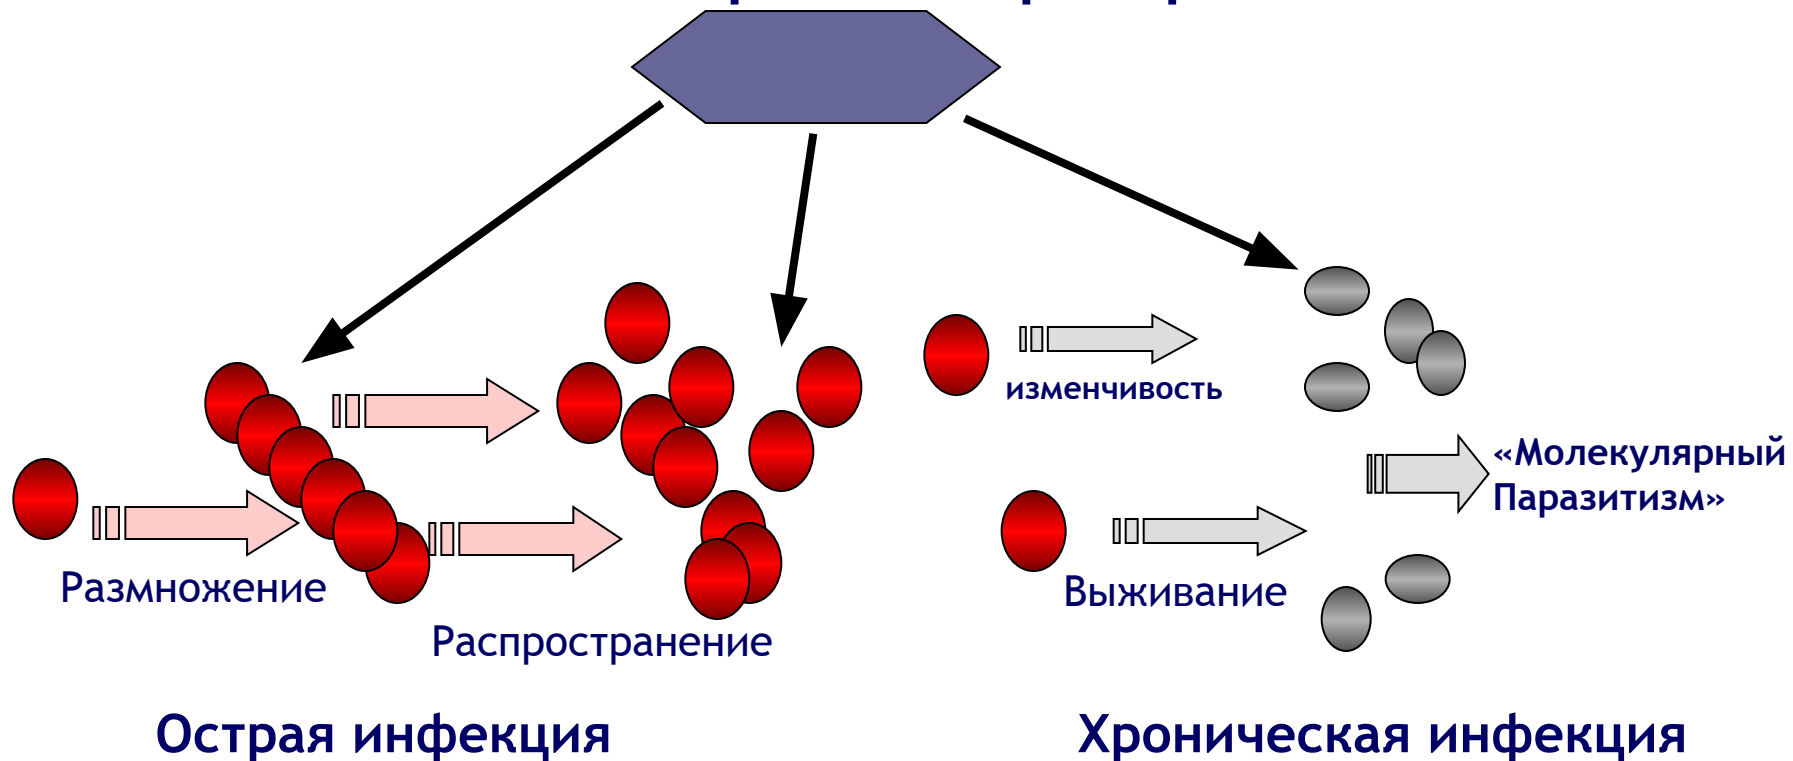 изменчивость
«Молекулярный
Паразитизм»
Размножение
Выживание
Распространение
Острая инфекция
Хроническая инфекция